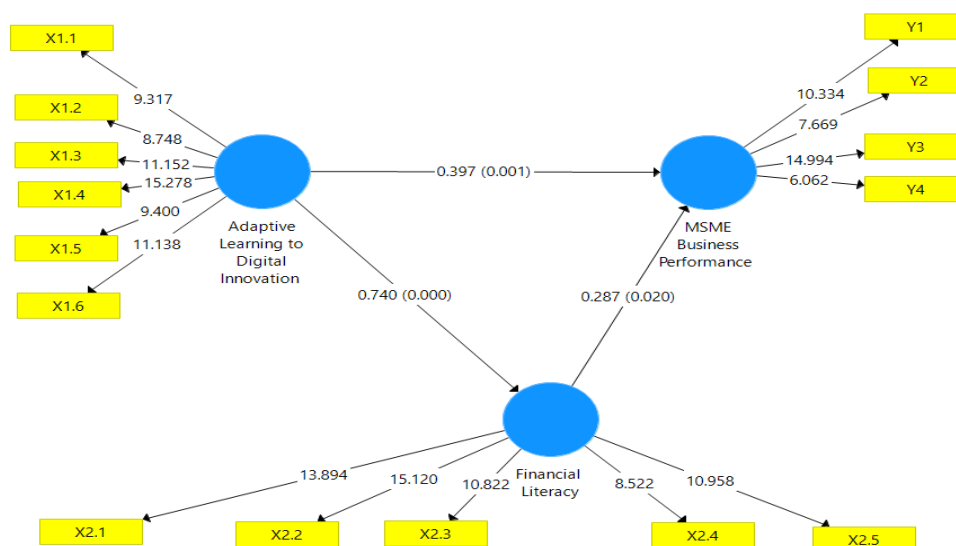 X1.1
Y1
Y2
9.317
10.334
X1.2
8.748
7.669
X1.3
11.152
14.994
Y3
X1.4
15.278
0.397 (0.001)
6.062
Y4
9.400
X1.5
11.138
Adaptive
Learning to
Digital
Innovation
MSME
Business
Performance
X1.6
0.740 (0.000)
0.287 (0.020)
13.894
15.120
10.822
Financial
Literacy
8.522
10.958
X2.1
X2.2
X2.3
X2.4
X2.5